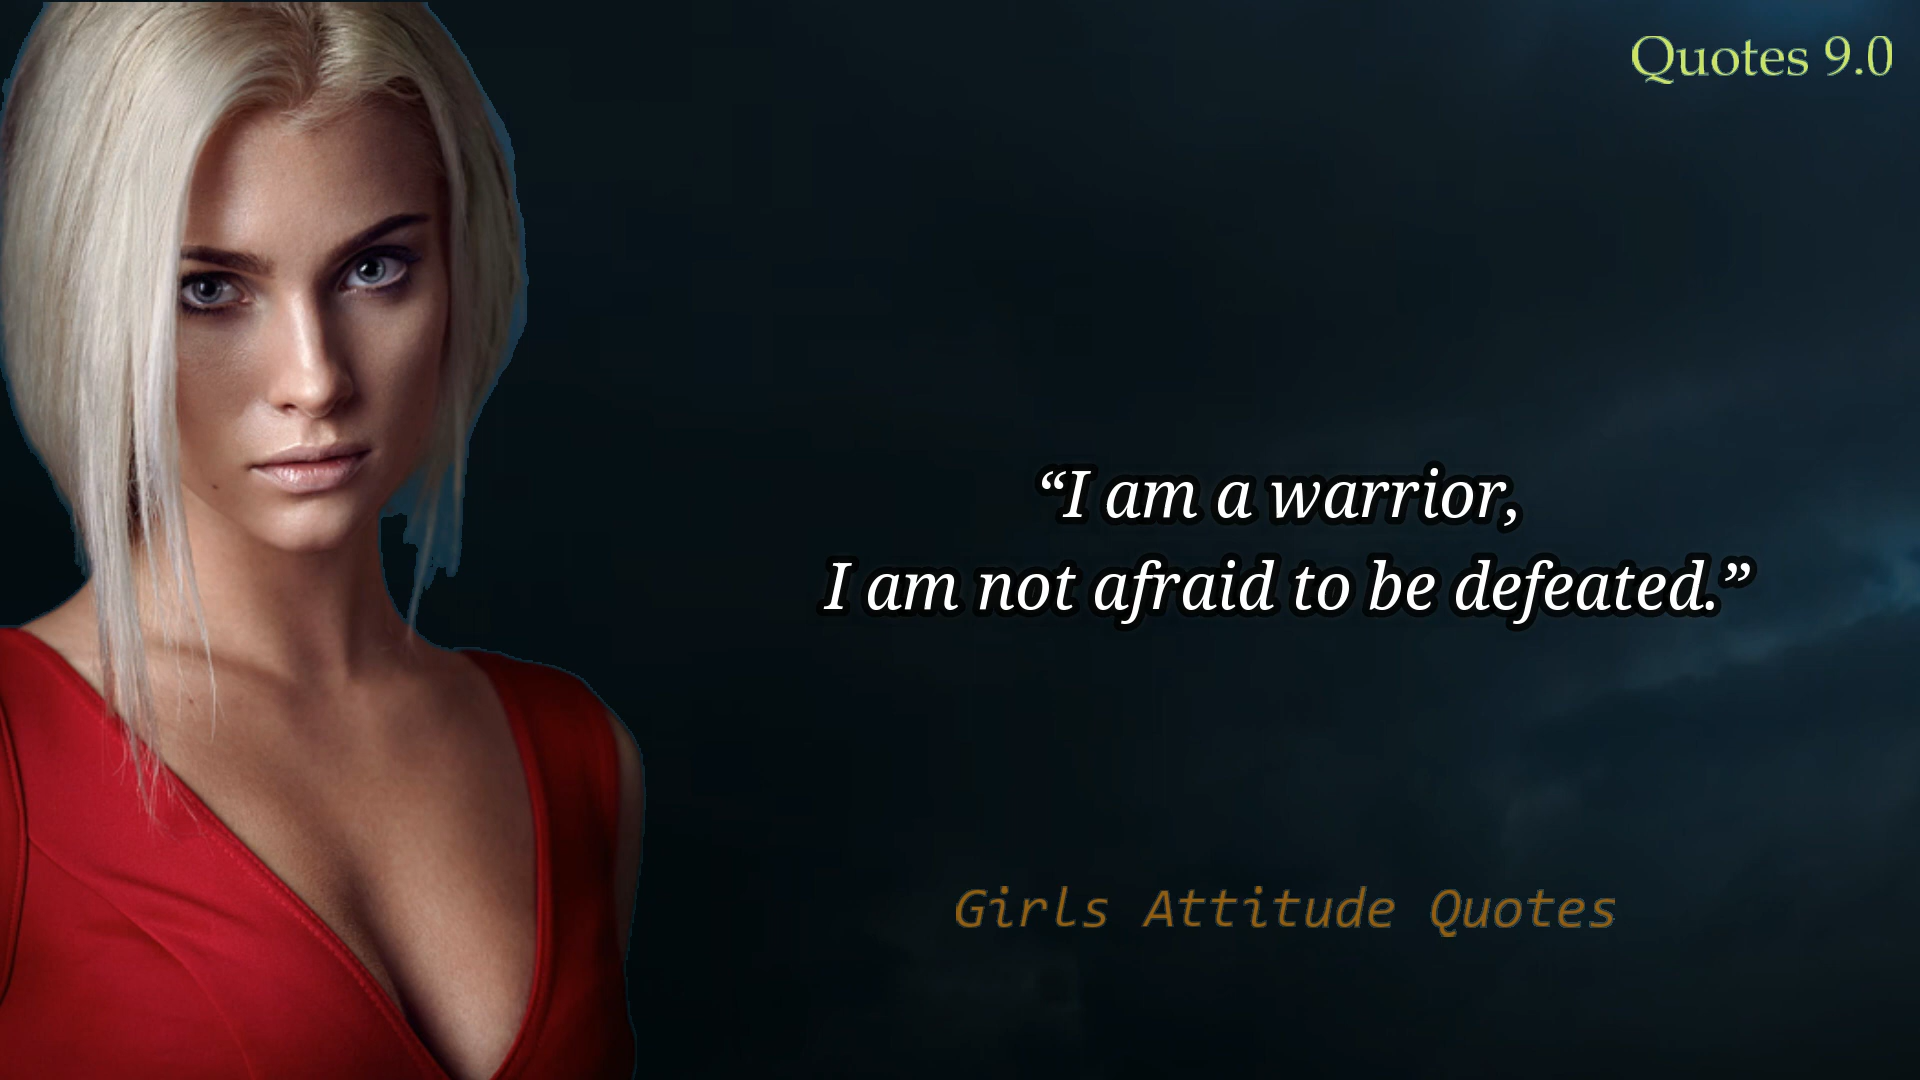 Quotes 9.0
“I am a warrior,
I am not afraid to be defeated.”
Girls Attitude Quotes